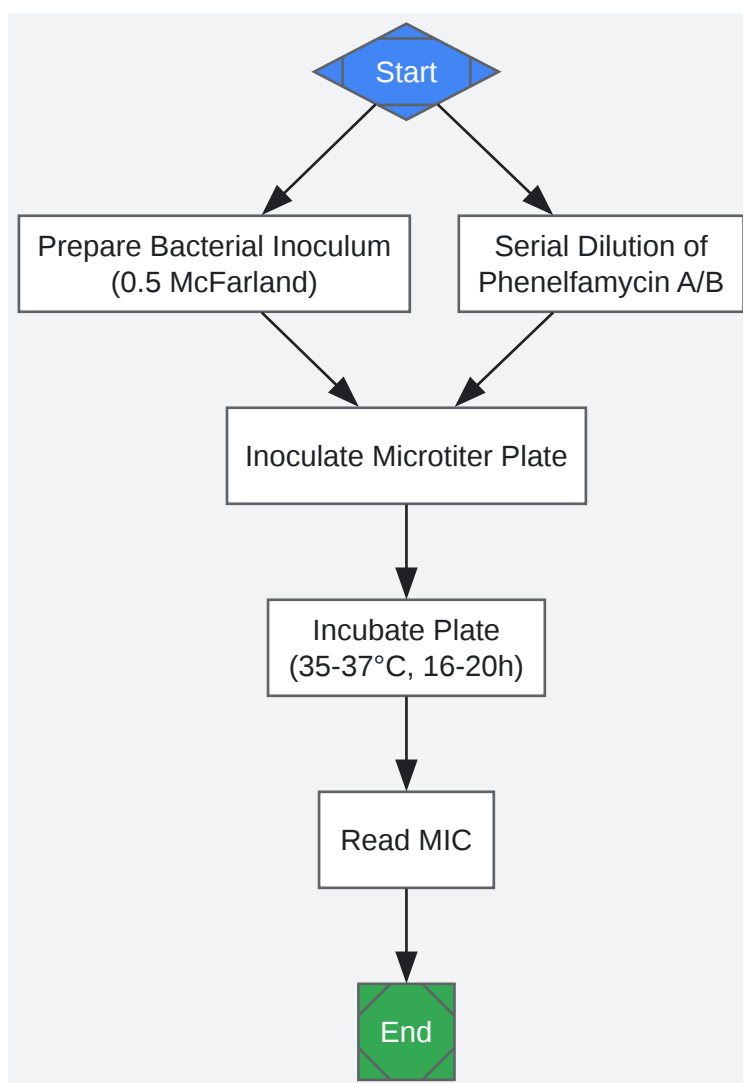 Start
Prepare Bacterial Inoculum
(0.5 McFarland)
Serial Dilution of
Phenelfamycin A/B
Inoculate Microtiter Plate
Incubate Plate
(35-37°C, 16-20h)
Read MIC
End